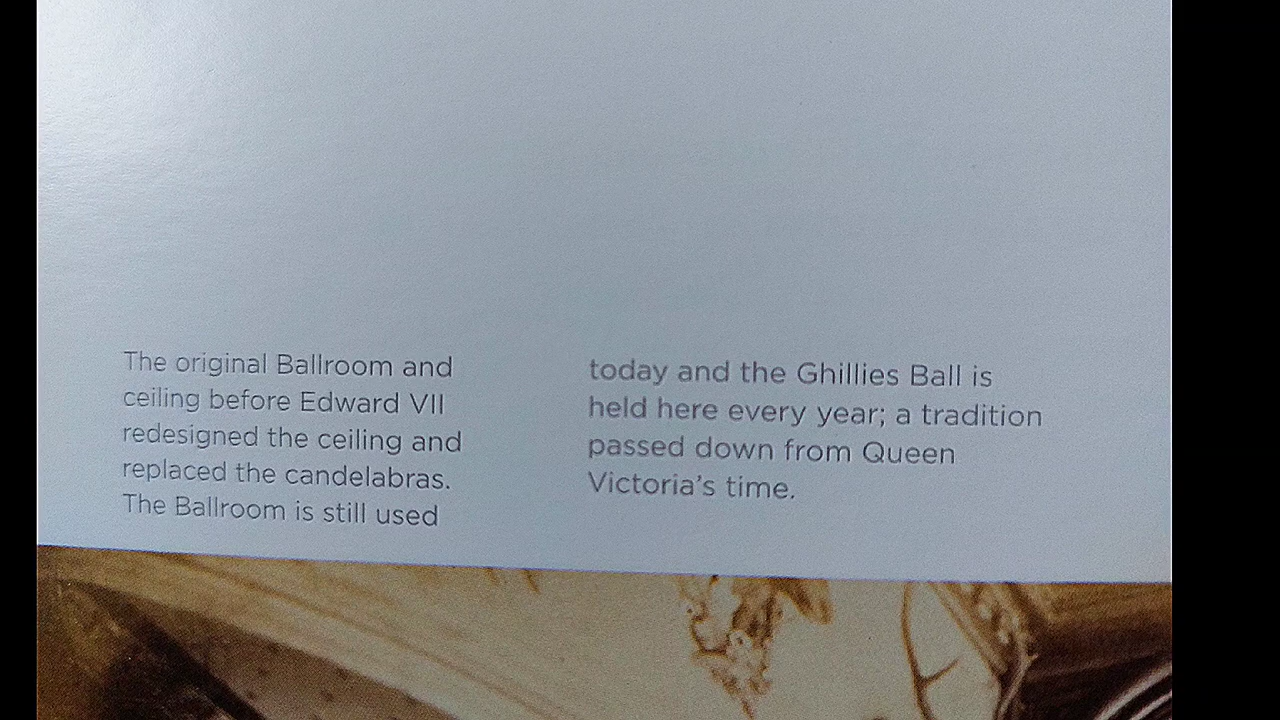 The original Ballroom and
ceiling before Edward VII
redesigned the ceiling and
replaced the candelabras.
The Ballroom is still used
today and the Ghillies Ball is
held here every year; a tradition
passed down from Queen
Victoria's time.